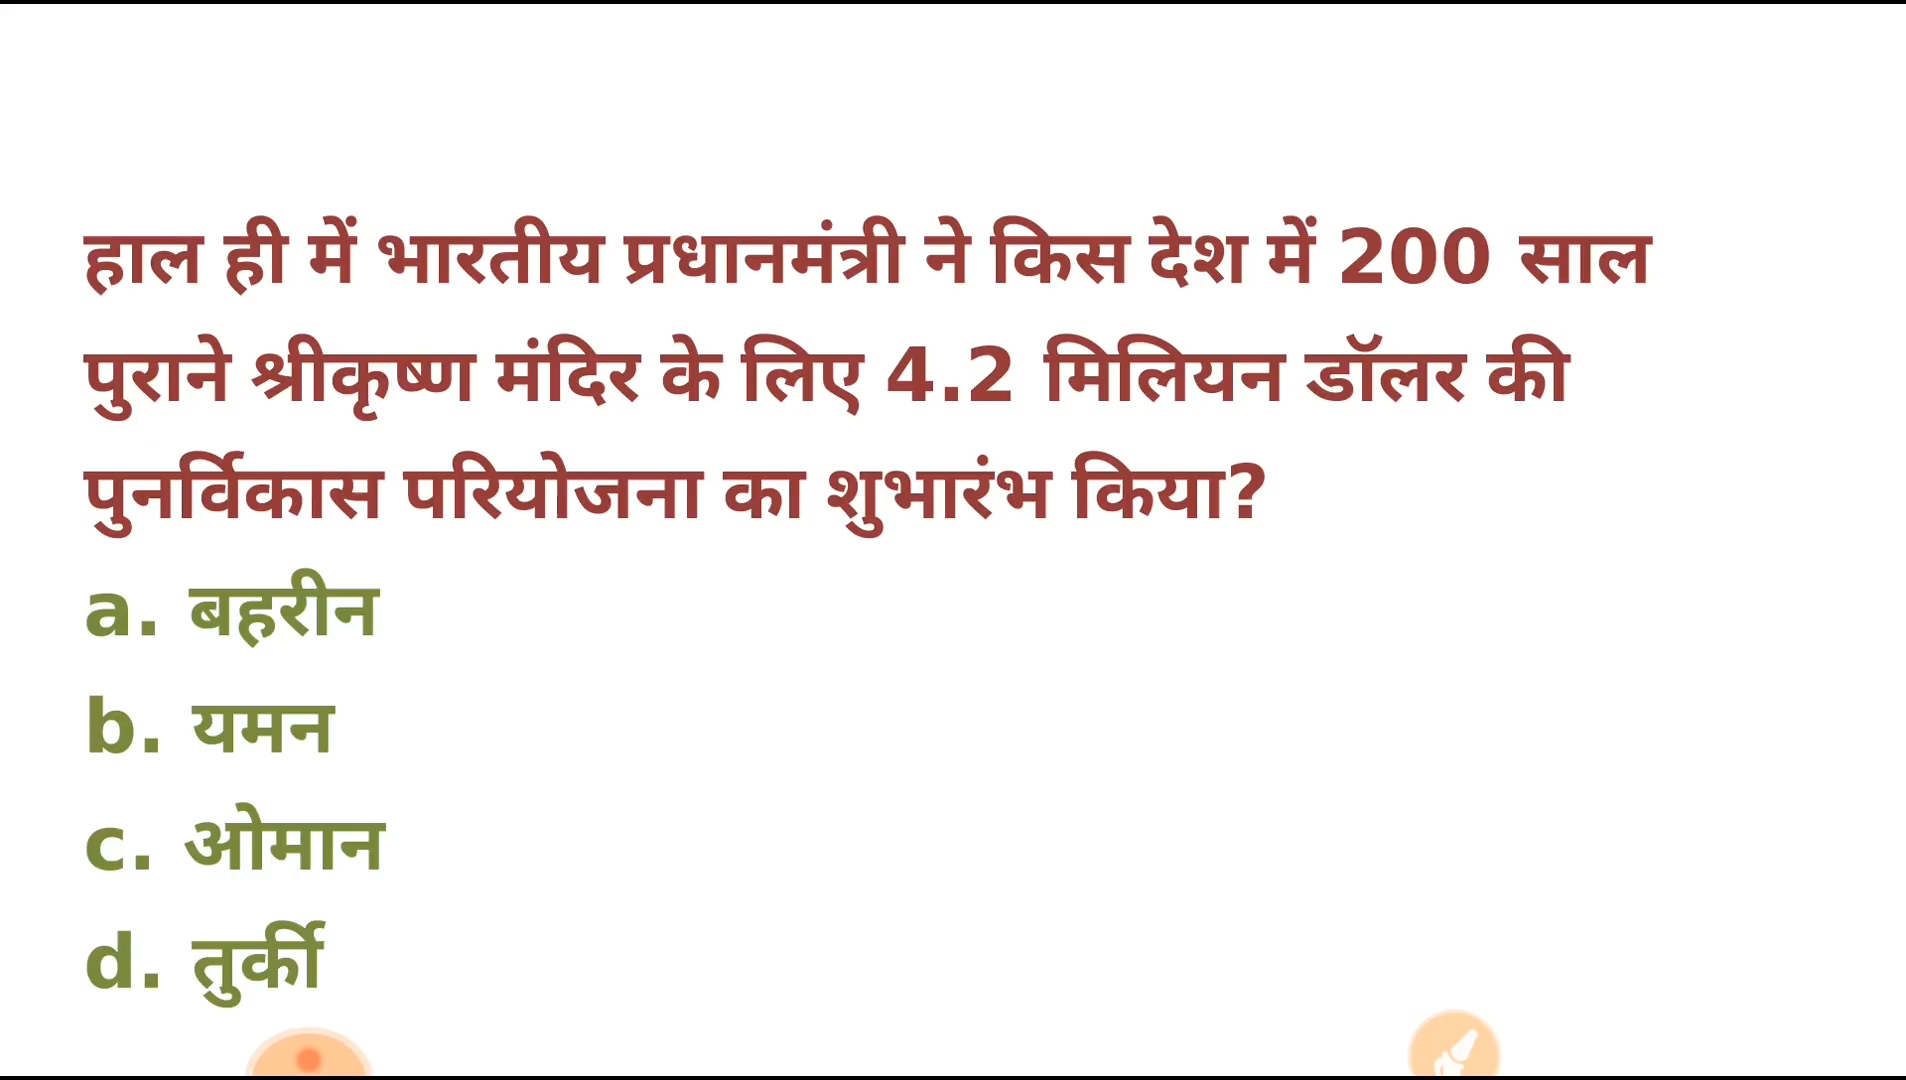 हाल ही में भारतीय प्रधानमंत्री ने किस देश में 200 साल
पुराने श्रीकृष्ण मंदिर के लिए 4.2 मिलियन डॉलर की
पुनर्विकास परियोजना का शुभारंभ किया?
a. बहरीन
b. यमन
c. ओमान
d. तुर्की